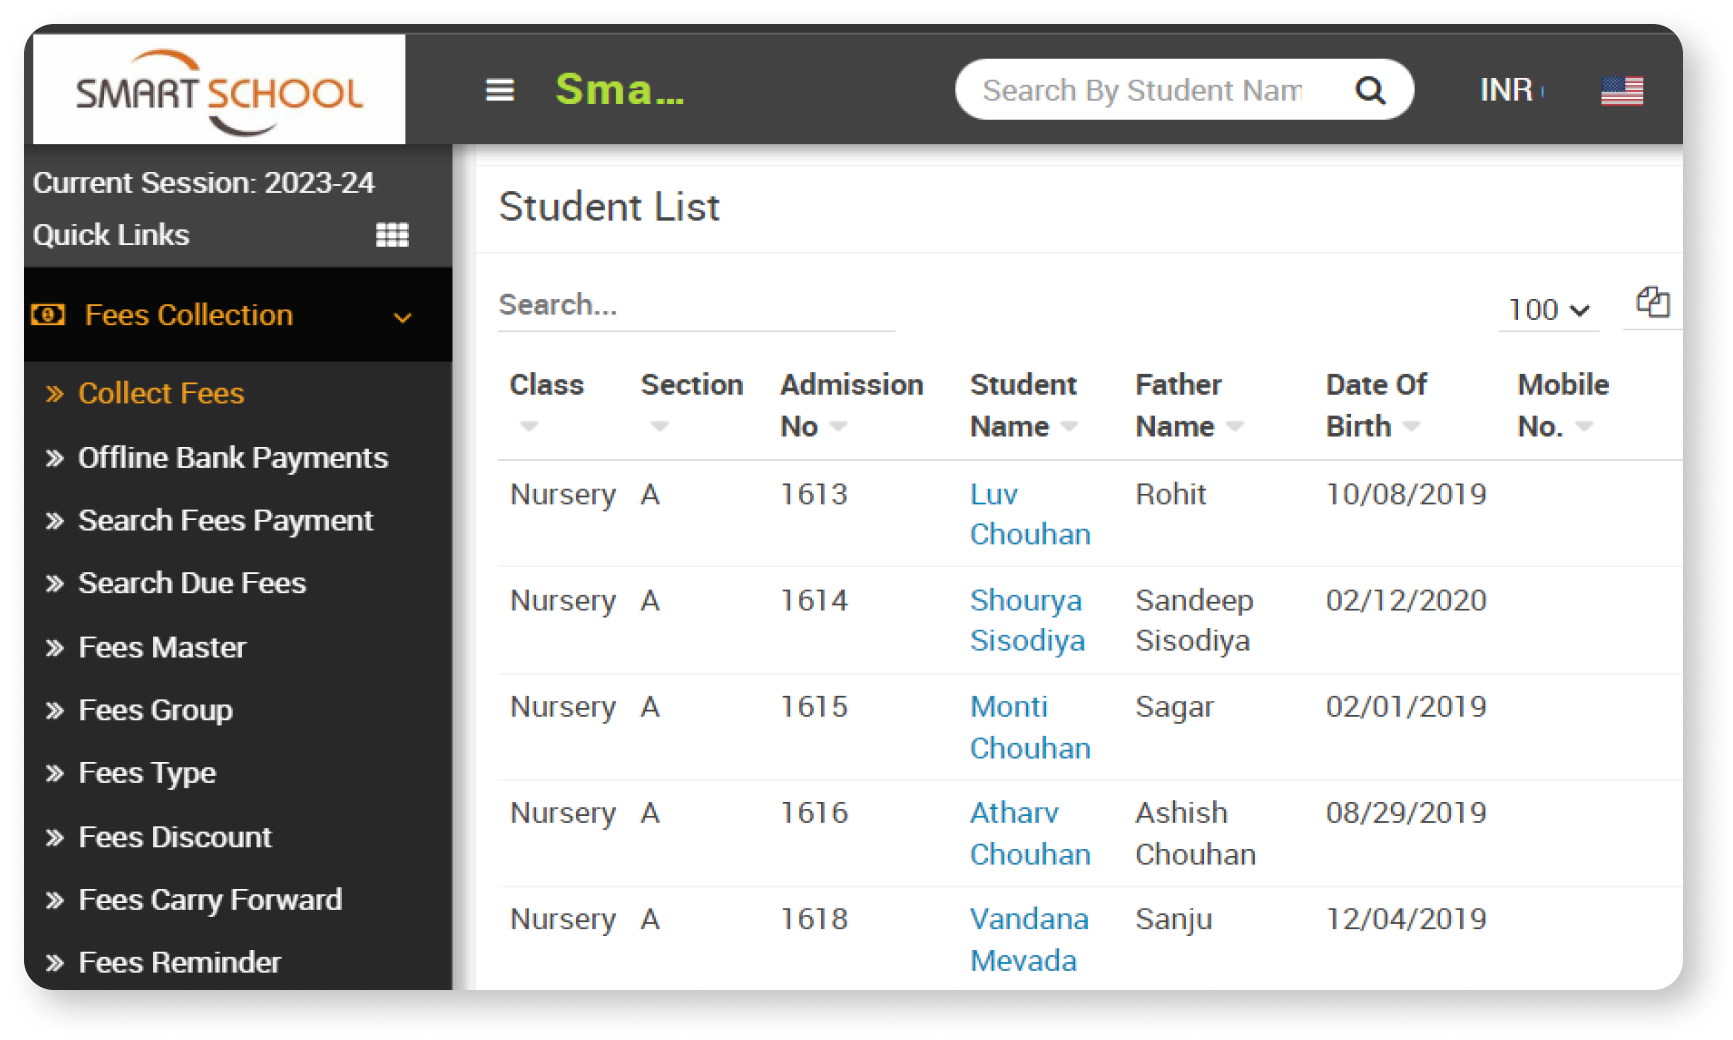 SMART SCHOOL
Sma...
Search By Student Nam
INR
Current Session: 2023-24
Quick Links
Fees Collection
Collect Fees
Offline Bank Payments
Search Fees Payment
Search Due Fees
Fees Master
Fees Group
Fees Type
Fees Discount
Fees Carry Forward
Fees Reminder
Student List
Search...
100
Class Section Admission No Student Name Father Name Date Of Birth Mobile No.
Nursery A 1613 Luv Chouhan Rohit 10/08/2019
Nursery A 1614 Shourya Sisodiya Sandeep Sisodiya 02/12/2020
Nursery A 1615 Monti Chouhan Sagar 02/01/2019
Nursery A 1616 Atharv Chouhan Ashish Chouhan 08/29/2019
Nursery A 1618 Vandana Mevada Sanju 12/04/2019